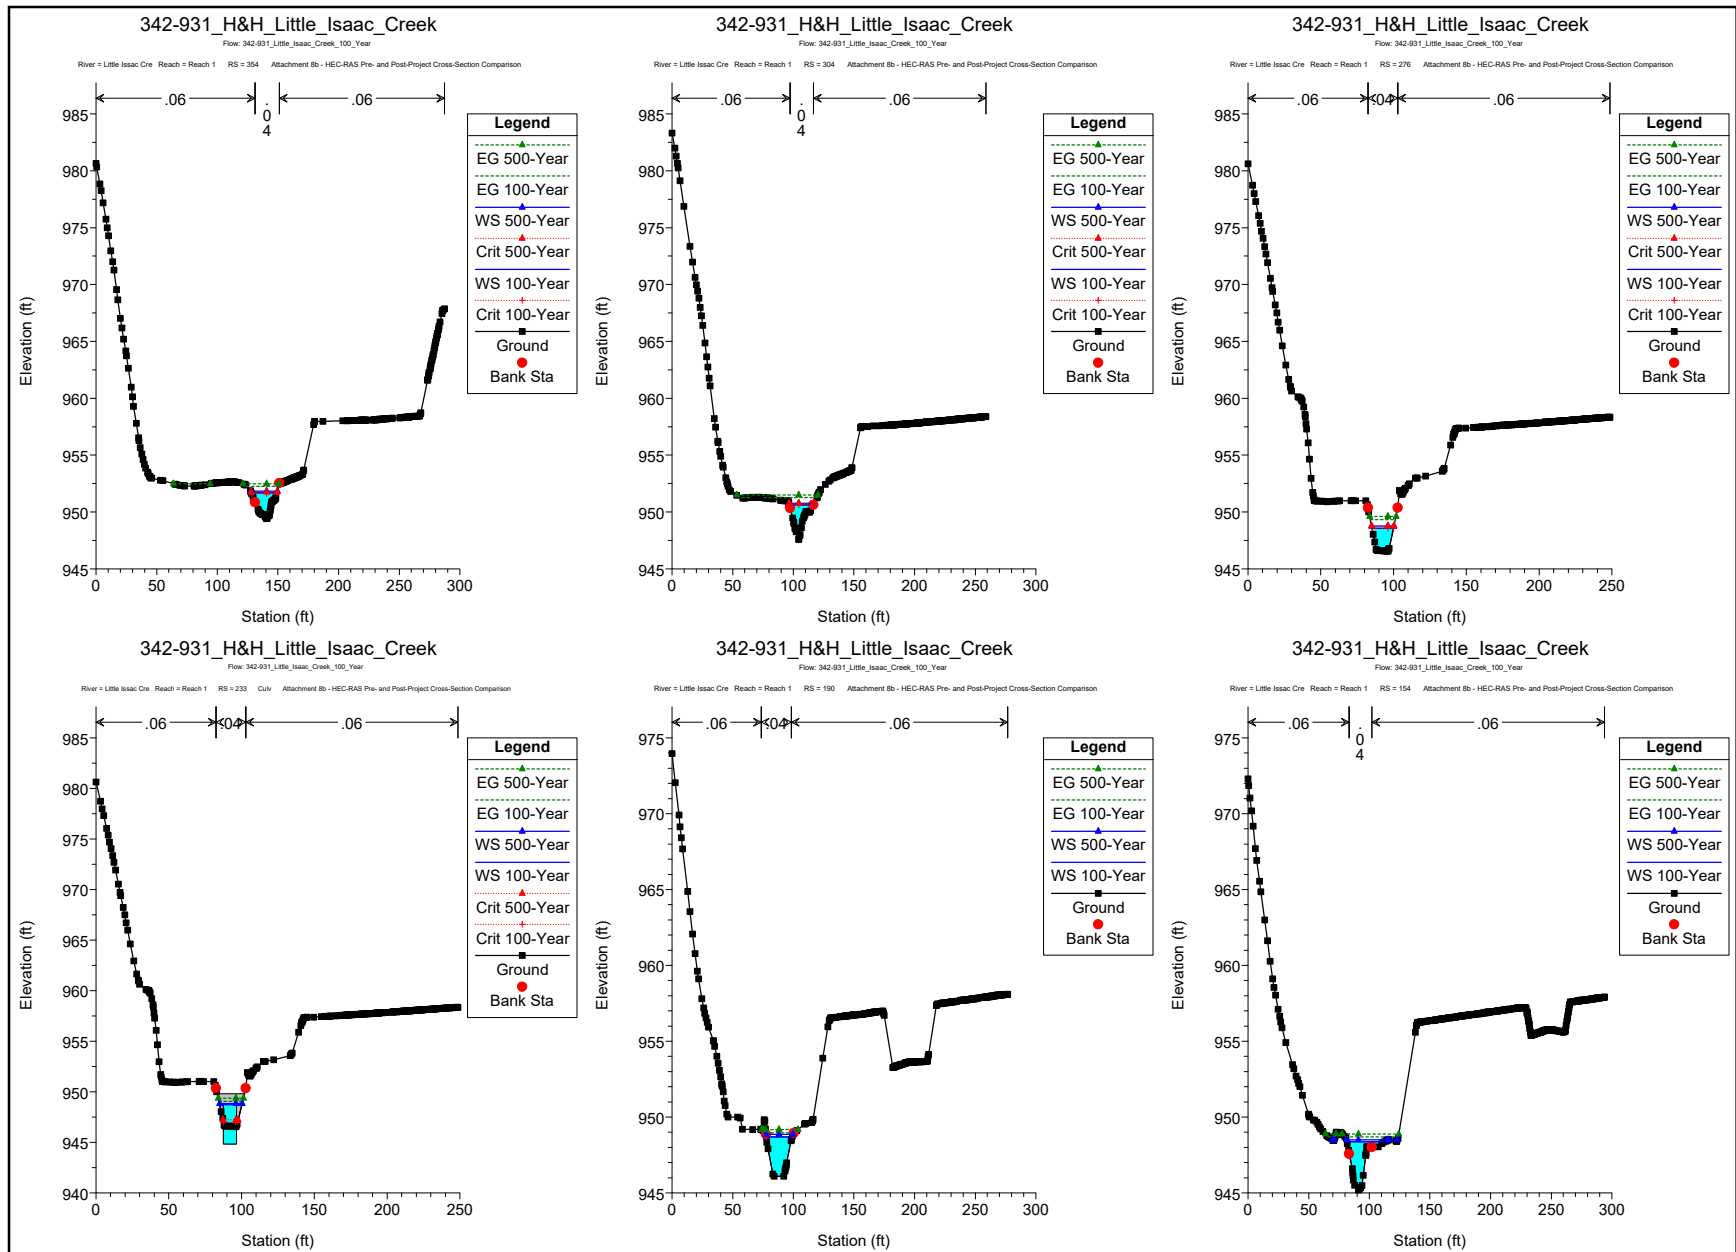 342-931_H&H_Little_Isaac_Creek
Flow: 342-931_Little_Isaac_Creek_100_Year
River = Little Issac Cre Reach = Reach 1 RS = 354 Attachment 8b - HEC-RAS Pre- and Post-Project Cross-Section Comparison
.06 .04 .06
985
980
975
970
965
960
955
950
945
Elevation (ft)
0 50 100 150 200 250 300
Station (ft)
Legend
EG 500-Year
EG 100-Year
WS 500-Year
Crit 500-Year
WS 100-Year
Crit 100-Year
Ground
Bank Sta
342-931_H&H_Little_Isaac_Creek
Flow: 342-931_Little_Isaac_Creek_100_Year
River = Little Issac Cre Reach = Reach 1 RS = 304 Attachment 8b - HEC-RAS Pre- and Post-Project Cross-Section Comparison
.06 .04 .06
985
980
975
970
965
960
955
950
945
Elevation (ft)
0 50 100 150 200 250 300
Station (ft)
Legend
EG 500-Year
EG 100-Year
WS 500-Year
Crit 500-Year
WS 100-Year
Crit 100-Year
Ground
Bank Sta
342-931_H&H_Little_Isaac_Creek
Flow: 342-931_Little_Isaac_Creek_100_Year
River = Little Issac Cre Reach = Reach 1 RS = 276 Attachment 8b - HEC-RAS Pre- and Post-Project Cross-Section Comparison
.06 .04 .06
985
980
975
970
965
960
955
950
945
Elevation (ft)
0 50 100 150 200 250
Station (ft)
Legend
EG 500-Year
EG 100-Year
WS 500-Year
Crit 500-Year
WS 100-Year
Crit 100-Year
Ground
Bank Sta
342-931_H&H_Little_Isaac_Creek
Flow: 342-931_Little_Isaac_Creek_100_Year
River = Little Issac Cre Reach = Reach 1 RS = 233 Culv Attachment 8b - HEC-RAS Pre- and Post-Project Cross-Section Comparison
.06 .04 .06
985
980
975
970
965
960
955
950
945
940
Elevation (ft)
0 50 100 150 200 250
Station (ft)
Legend
EG 500-Year
EG 100-Year
WS 500-Year
WS 100-Year
Crit 500-Year
Crit 100-Year
Ground
Bank Sta
342-931_H&H_Little_Isaac_Creek
Flow: 342-931_Little_Isaac_Creek_100_Year
River = Little Issac Cre Reach = Reach 1 RS = 190 Attachment 8b - HEC-RAS Pre- and Post-Project Cross-Section Comparison
.06 .04 .06
975
970
965
960
955
950
945
Elevation (ft)
0 50 100 150 200 250 300
Station (ft)
Legend
EG 500-Year
EG 100-Year
WS 500-Year
WS 100-Year
Ground
Bank Sta
342-931_H&H_Little_Isaac_Creek
Flow: 342-931_Little_Isaac_Creek_100_Year
River = Little Issac Cre Reach = Reach 1 RS = 154 Attachment 8b - HEC-RAS Pre- and Post-Project Cross-Section Comparison
.06 .04 .06
975
970
965
960
955
950
945
Elevation (ft)
0 50 100 150 200 250 300
Station (ft)
Legend
EG 500-Year
EG 100-Year
WS 500-Year
WS 100-Year
Ground
Bank Sta